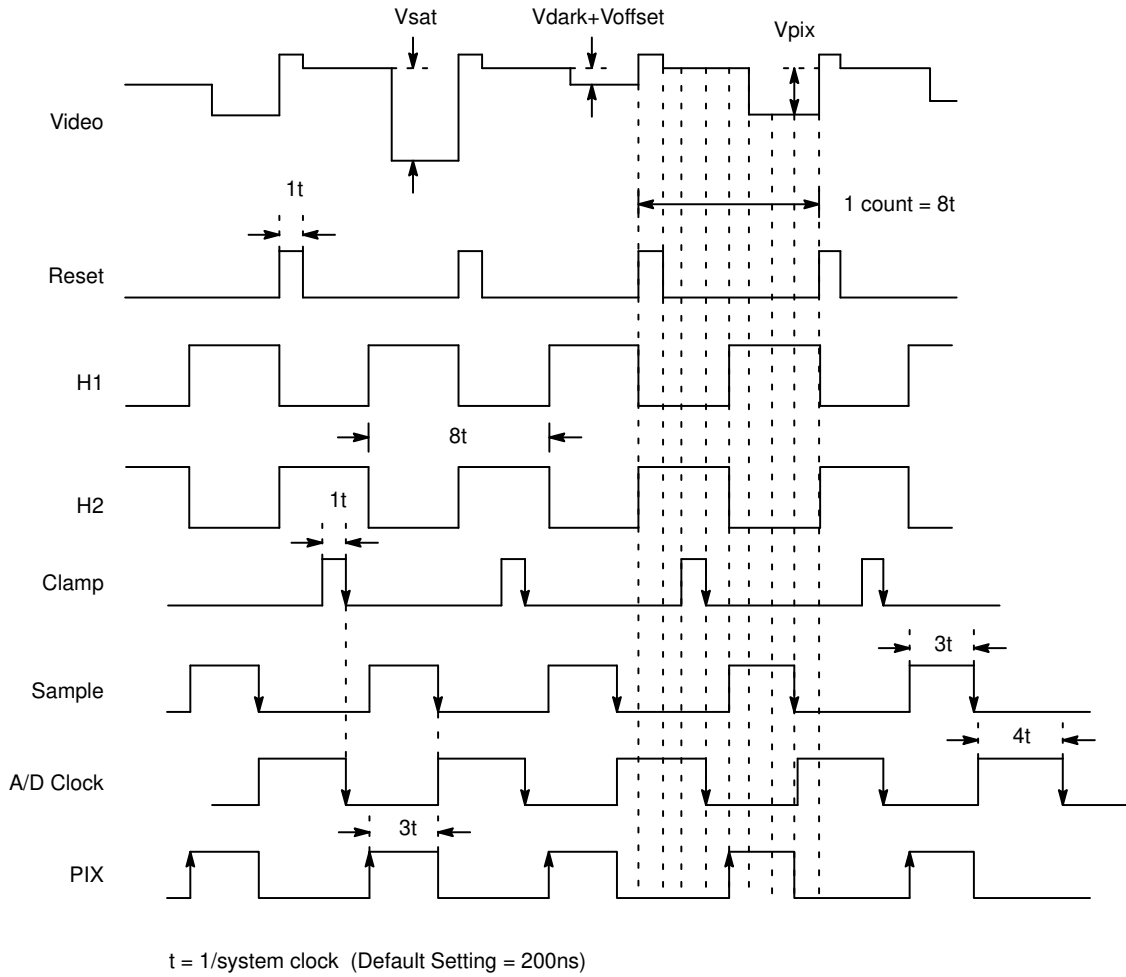 Vsat
Vdark+Voffset
Vpix
Video
1t
1 count = 8t
Reset
H1
8t
H2
1t
Clamp
3t
Sample
4t
A/D Clock
3t
PIX
t = 1/system clock (Default Setting = 200ns)